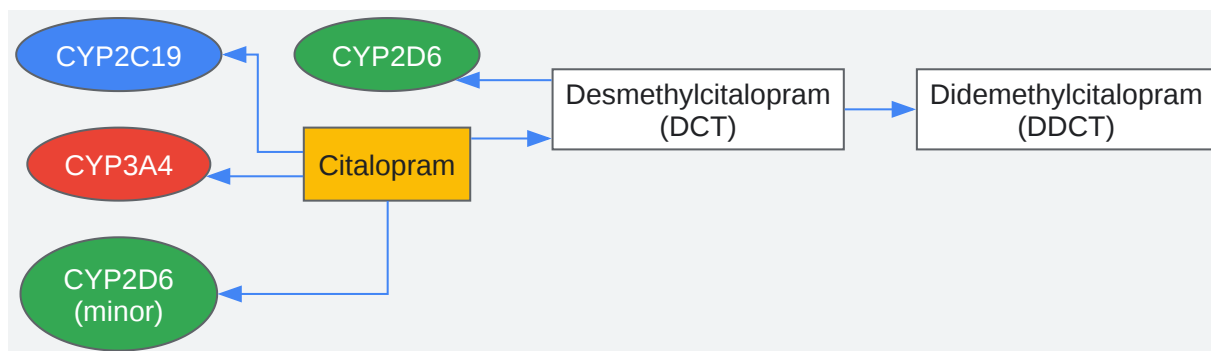 CYP2C19
CYP2D6
Desmethylcitalopram
(DCT)
Didemethylcitalopram
(DDCT)
CYP3A4
Citalopram
CYP2D6
(minor)